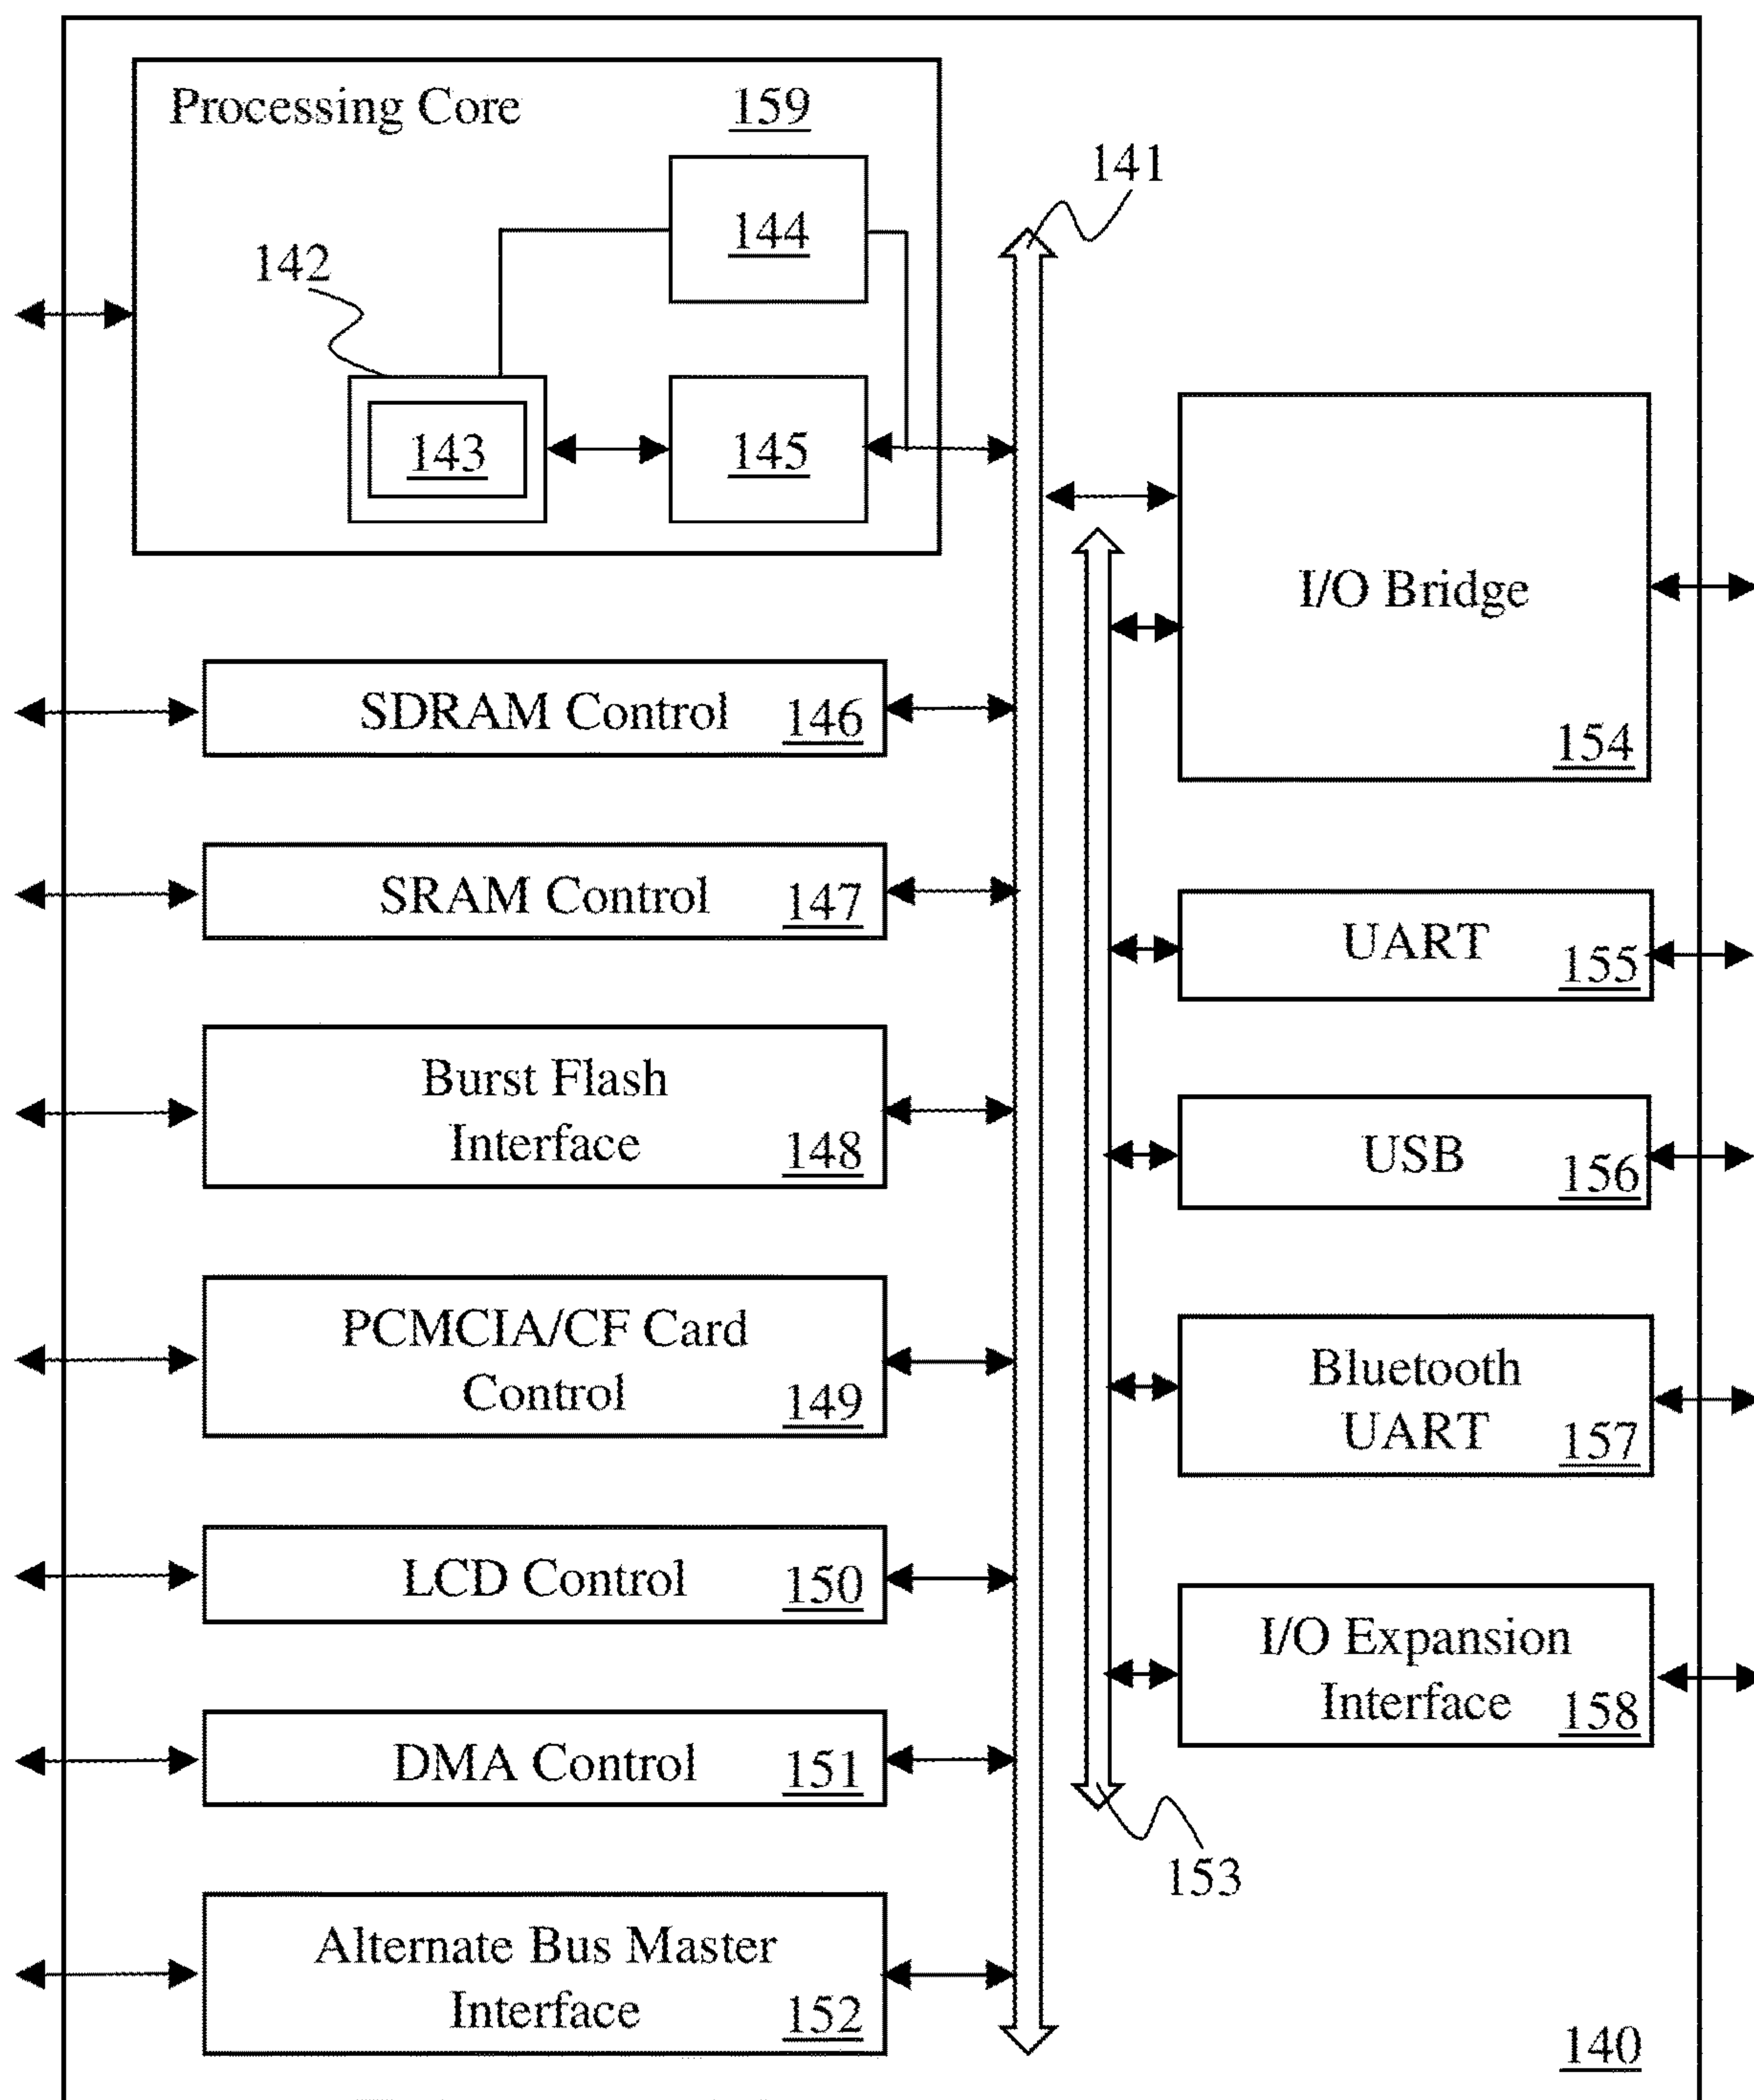 Processing Core 159
141
144
142
143
145
I/O Bridge
154
SDRAM Control 146
SRAM Control 147
UART 155
Burst Flash
Interface 148
USB 156
PCMCIA/CF Card
Control 149
Bluetooth
UART 157
LCD Control 150
I/O Expansion
Interface 158
DMA Control 151
153
Alternate Bus Master
Interface 152
140